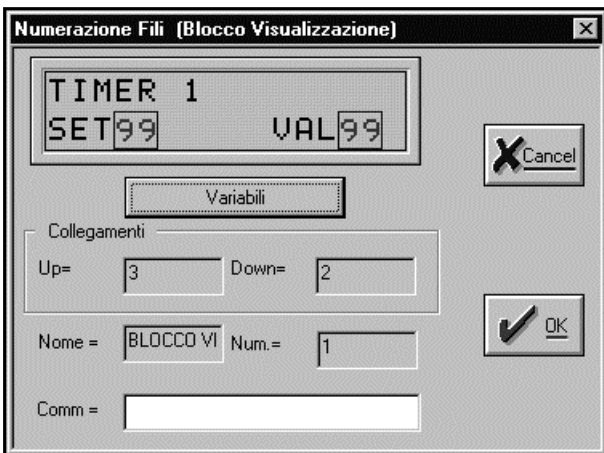 Numerazione Fili (Blocco Visualizzazione)
TIMER 1
SET99 VAL99
Cancel
Variabili
Collegamenti
Up= 3 Down= 2
OK
Nome = BLOCCO VI Num.= 1
Comm =